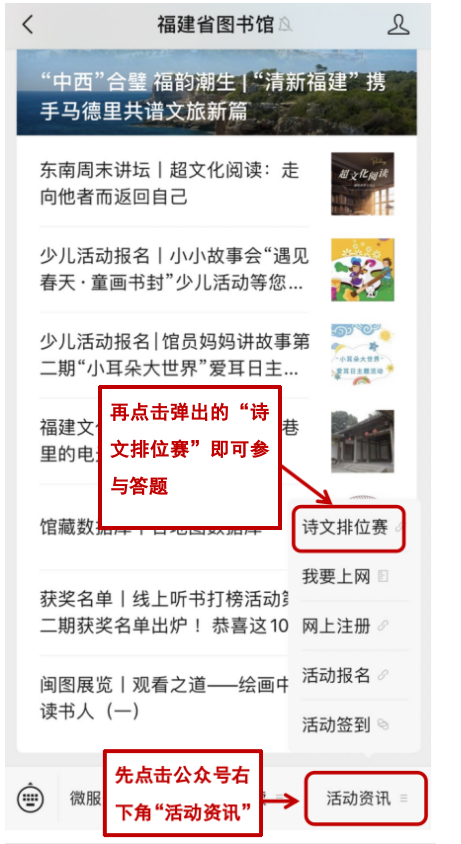 福建省图书馆
“中西”合璧 福韵潮生 | “清新福建” 携
手马德里共谱文旅新篇
东南周末讲坛丨超文化阅读：走
向他者而返回自己
超文化阅读
少儿活动报名丨小小故事会“遇见
春天·童画书封”少儿活动等您...
少儿活动报名|馆员妈妈讲故事第
二期“小耳朵大世界”爱耳日主...
小耳朵大世界
爱耳日主题活动
再点击弹出的“诗
文排位赛”即可参
与答题
福建文
巷
里的电
馆藏数据库丨古地图数据库
诗文排位赛
我要上网
网上注册
活动报名
活动签到
获奖名单丨线上听书打榜活动第
二期获奖名单出炉！恭喜这10
闽图展览丨观看之道——绘画中
读书人（一）
先点击公众号右
下角“活动资讯”
微服
活动资讯